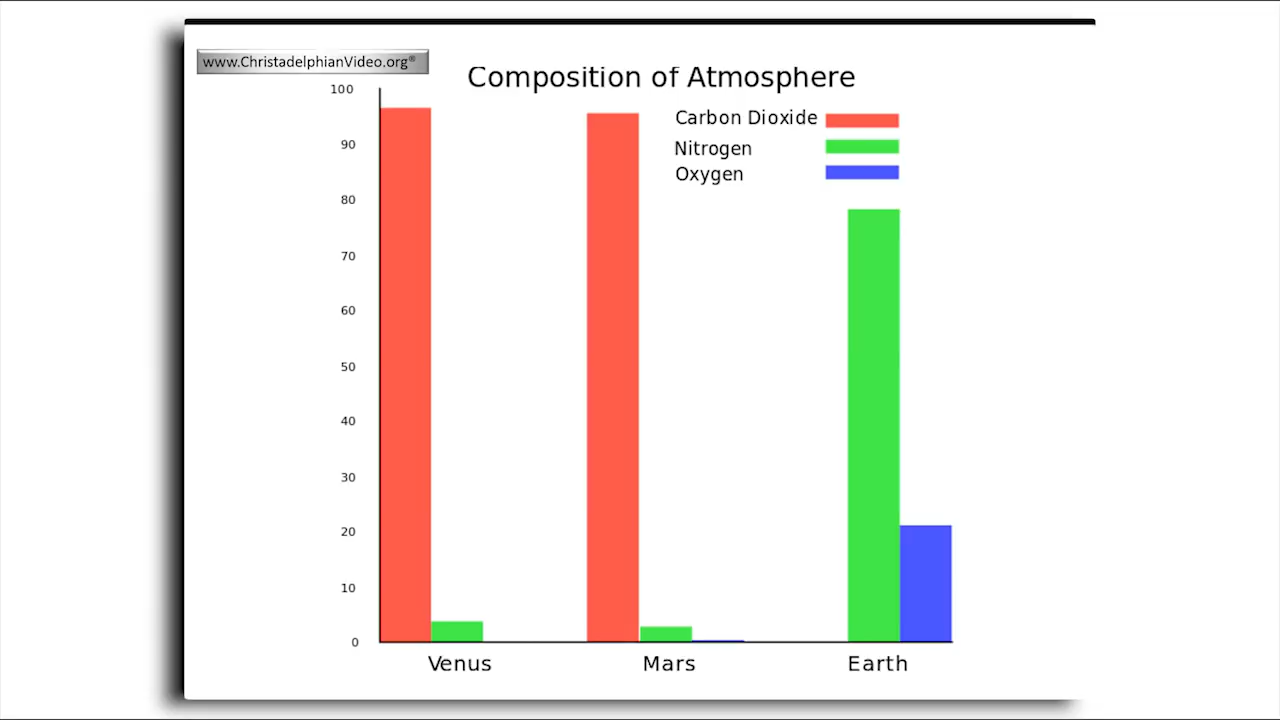 www.ChristadelphianVideo.org®
Composition of Atmosphere
Carbon Dioxide
Nitrogen
Oxygen
100
90
80
70
60
50
40
30
20
10
0
Venus Mars Earth